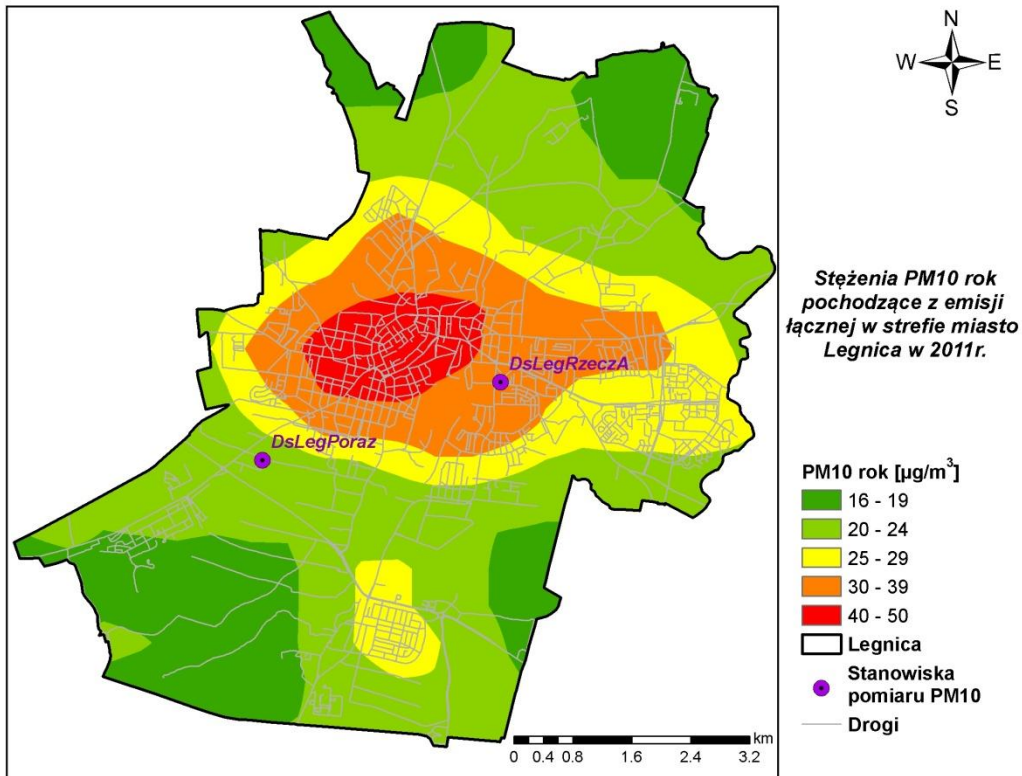 N
W E
S
Stężenia PM10 rok
pochodzące z emisji
łącznej w strefie miasto
Legnica w 2011r.
DsLegRzeczA
DsLegPoraz
PM10 rok [µg/m³]
16 - 19
20 - 24
25 - 29
30 - 39
40 - 50
Legnica
Stanowiska
pomiaru PM10
Drogi
km
0 0.4 0.8 1.6 2.4 3.2